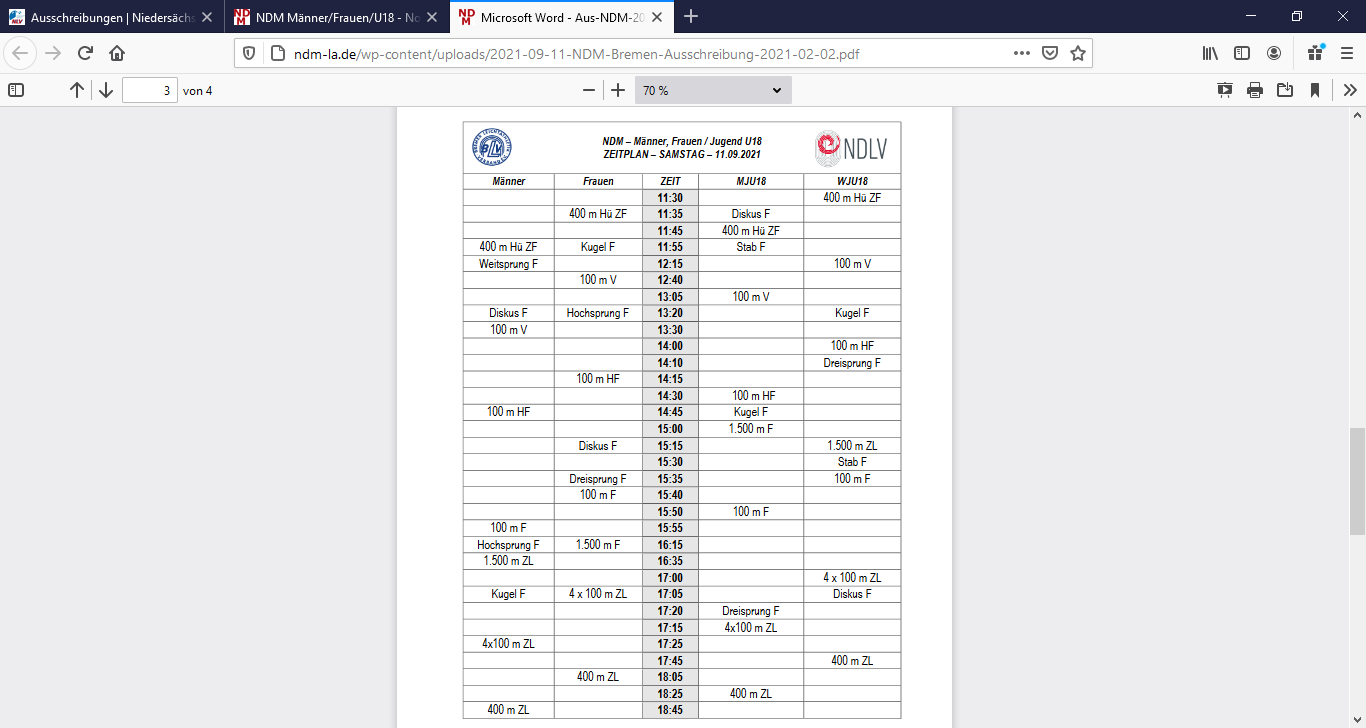 Ausschreibungen | Niedersächs
NDM Männer/Frauen/U18 - No
Microsoft Word - Aus-NDM-20
ndm-la.de/wp-content/uploads/2021-09-11-NDM-Bremen-Ausschreibung-2021-02-02.pdf
3 von 4
70 %
NDM – Männer, Frauen / Jugend U18
ZEITPLAN – SAMSTAG – 11.09.2021
BLV
NDLV
Männer Frauen ZEIT MJU18 WJU18
11:30 400 m Hü ZF
400 m Hü ZF 11:35 Diskus F
11:45 400 m Hü ZF
400 m Hü ZF Kugel F 11:55 Stab F
Weitsprung F 12:15 100 m V
100 m V 12:40
13:05 100 m V
Diskus F Hochsprung F 13:20 Kugel F
100 m V 13:30
14:00 100 m HF
14:10 Dreisprung F
100 m HF 14:15
14:30 100 m HF
100 m HF 14:45 Kugel F
15:00 1.500 m F
Diskus F 15:15 1.500 m ZL
15:30 Stab F
Dreisprung F 15:35 100 m F
100 m F 15:40
15:50 100 m F
100 m F 15:55
Hochsprung F 1.500 m F 16:15
1.500 m ZL 16:35
17:00 4 x 100 m ZL
Kugel F 4 x 100 m ZL 17:05 Diskus F
17:20 Dreisprung F
17:15 4x100 m ZL
4x100 m ZL 17:25
17:45 400 m ZL
400 m ZL 18:05
18:25 400 m ZL
400 m ZL 18:45